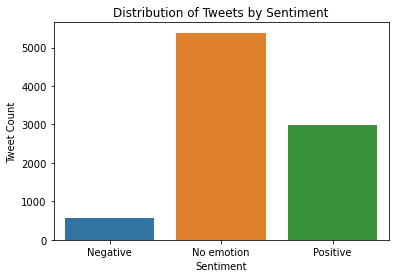 Distribution of Tweets by Sentiment
Tweet Count
5000
4000
3000
2000
1000
0
Negative No emotion Positive
Sentiment